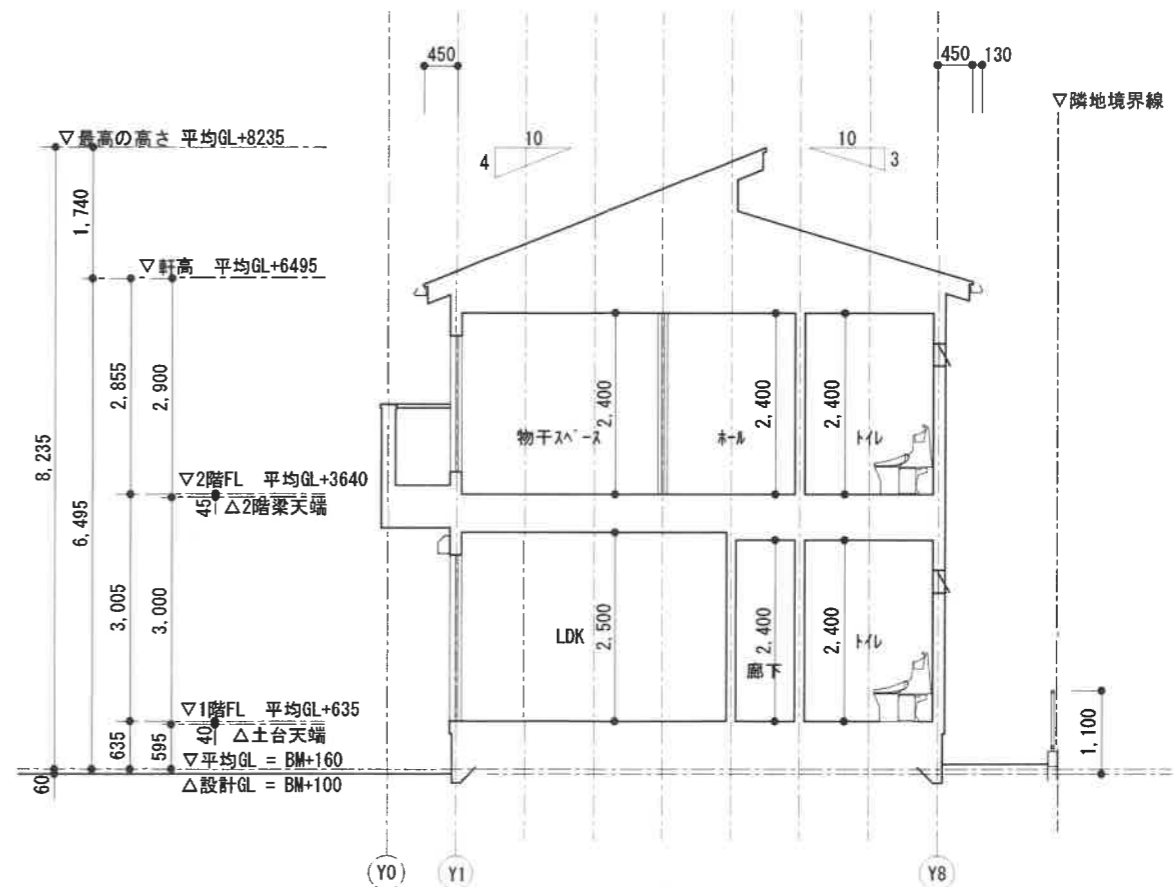 450
450
130
▽隣地境界線
▽最高の高さ 平均GL+8235
10
4
10
3
1,740
▽軒高 平均GL+6495
2,855
2,900
2,400
2,400
2,400
8,235
物干スペース
ホール
トイレ
6,495
▽2階FL 平均GL+3640
45
△2階梁天端
3,005
3,000
2,500
2,400
2,400
LDK
トイレ
廊下
▽1階FL 平均GL+635
40
△土台天端
635
595
1,100
▽平均GL = BM+160
60
△設計GL = BM+100
Y0
Y1
Y8